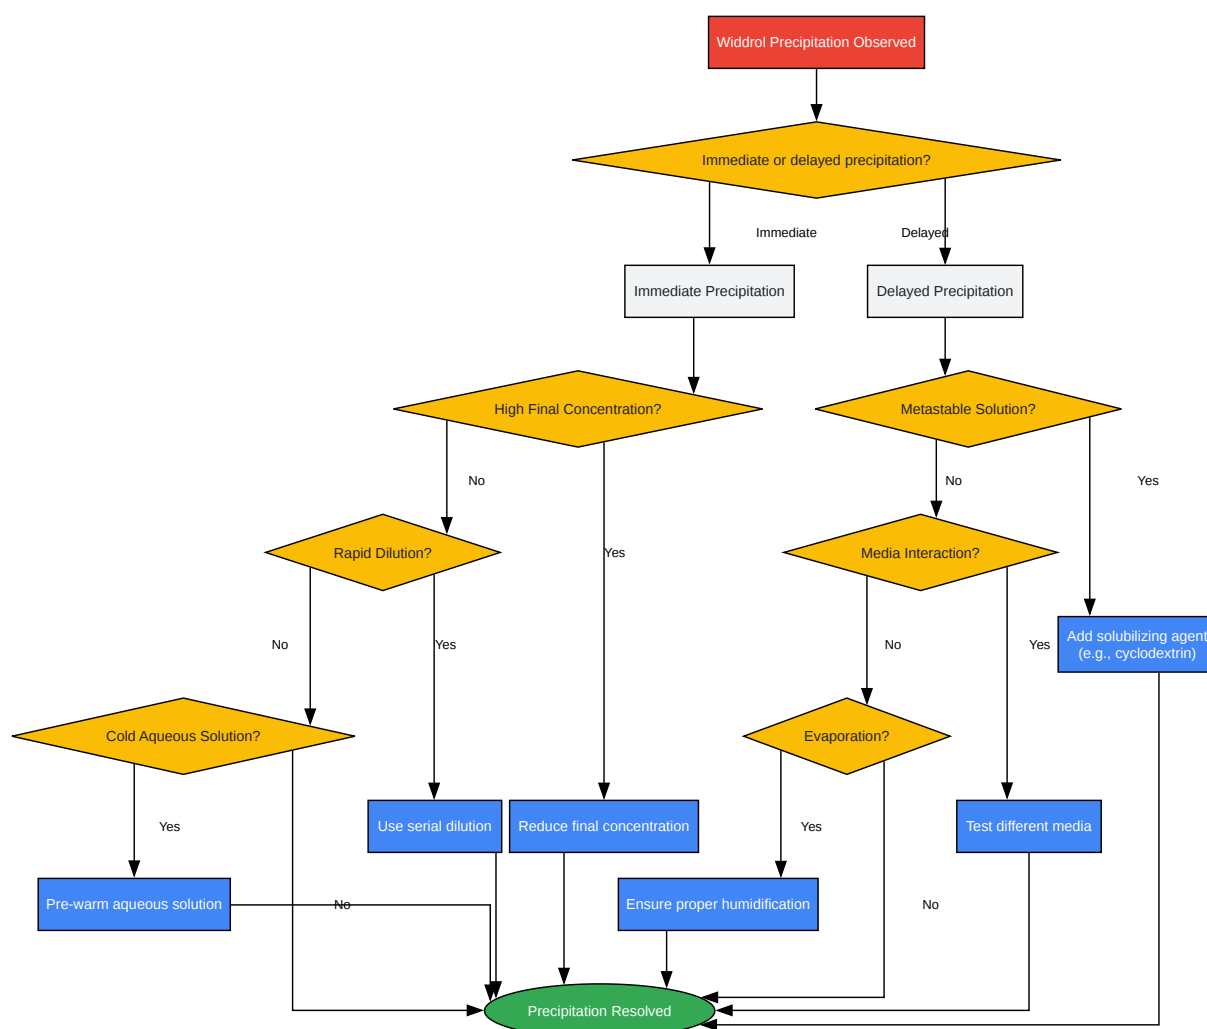 Widdrol Precipitation Observed
Immediate or delayed precipitation?
Immediate
Delayed
Immediate Precipitation
Delayed Precipitation
High Final Concentration?
Metastable Solution?
No
No
Yes
Rapid Dilution?
Yes
Media Interaction?
No
Yes
No
Yes
Add solubilizing agent
(e.g., cyclodextrin)
Cold Aqueous Solution?
Evaporation?
Yes
Use serial dilution
Reduce final concentration
Yes
Test different media
Pre-warm aqueous solution
No
Ensure proper humidification
No
Precipitation Resolved